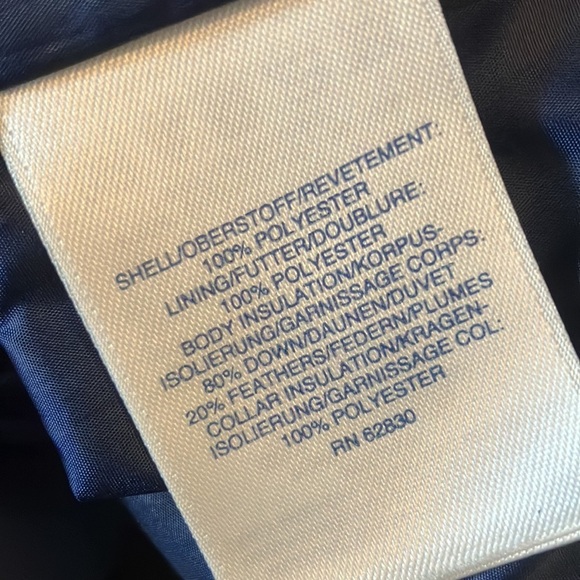 SHELL/OBERSTOFF/REVETEMENT:
100% POLYESTER
LINING/FUTTER/DOUBLURE:
100% POLYESTER
BODY INSULATION/KORPUS-
ISOLIERUNG/GARNISSAGE CORPS:
80% DOWN/DAUNEN/DUVET
20% FEATHERS/FEDERN/PLUMES
COLLAR INSULATION/KRAGEN-
ISOLIERUNG/GARNISSAGE COL:
100% POLYESTER
RN 62830